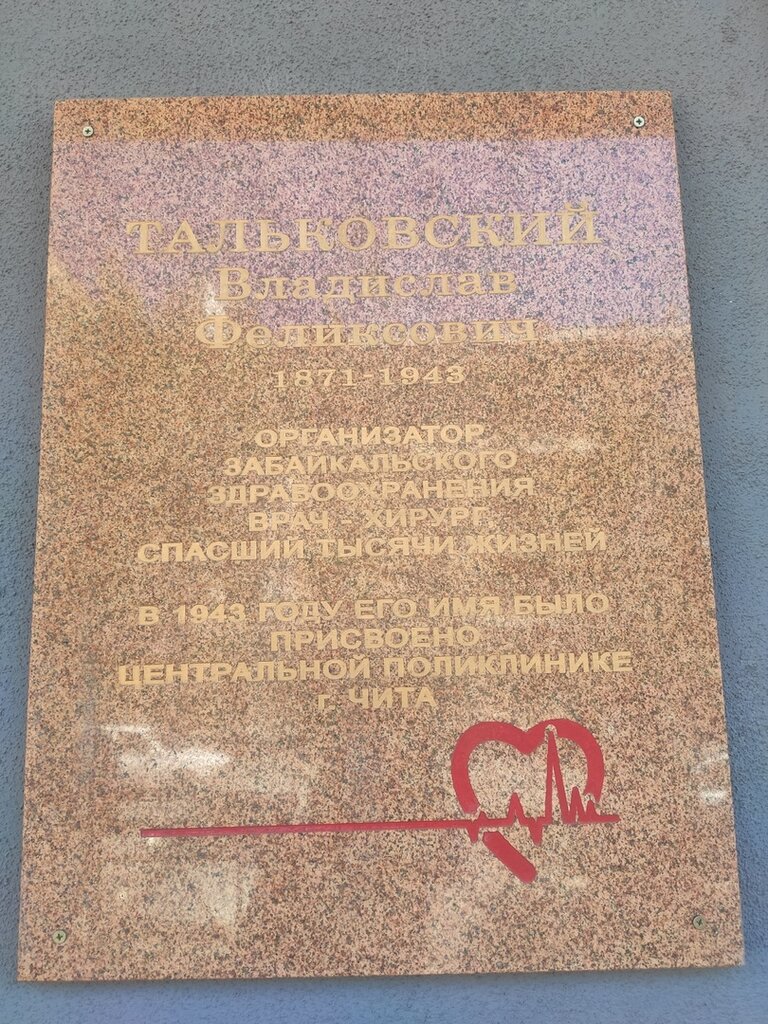 ТАЛЬКОВСКИЙ
Владислав
Феликсович
1871-1943
ОРГАНИЗАТОР
ЗАБАЙКАЛЬСКОГО
ЗДРАВООХРАНЕНИЯ
ВРАЧ - ХИРУРГ
СПАСШИЙ ТЫСЯЧИ ЖИЗНЕЙ
В 1943 ГОДУ ЕГО ИМЯ БЫЛО
ПРИСВОЕНО
ЦЕНТРАЛЬНОЙ ПОЛИКЛИНИКЕ
г. ЧИТА